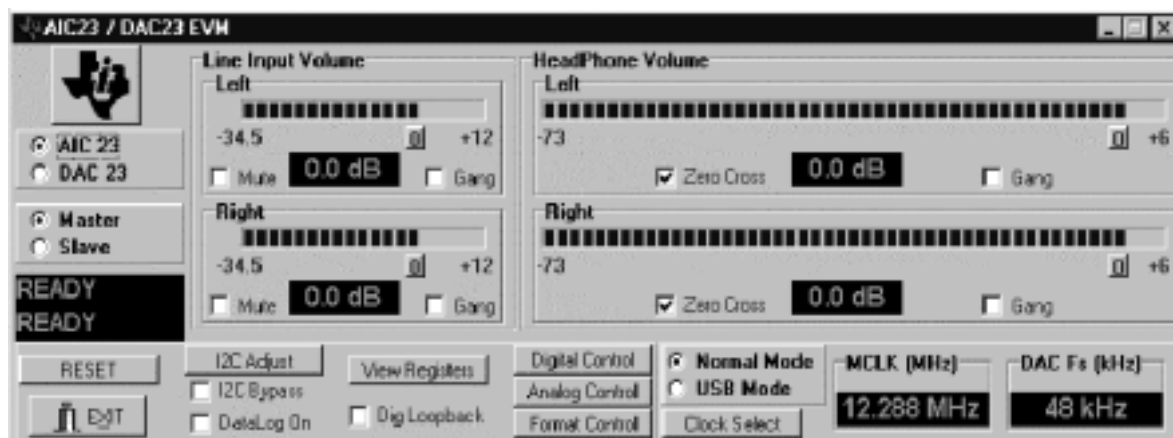 AIC23 / DAC23 EVM
AIC 23
DAC 23
Master
Slave
READY
READY
Line Input Volume
Left
-34.5 0 +12
Mute 0.0 dB Gang
Right
-34.5 0 +12
Mute 0.0 dB Gang
HeadPhone Volume
Left
-73 0 +6
Zero Cross 0.0 dB Gang
Right
-73 0 +6
Zero Cross 0.0 dB Gang
RESET
EXIT
I2C Adjust
I2C Bypass
DataLog On
View Registers
Dig Loopback
Digital Control
Analog Control
Format Control
Normal Mode
USB Mode
Clock Select
MCLK (MHz)
12.288 MHz
DAC Fs (kHz)
48 kHz